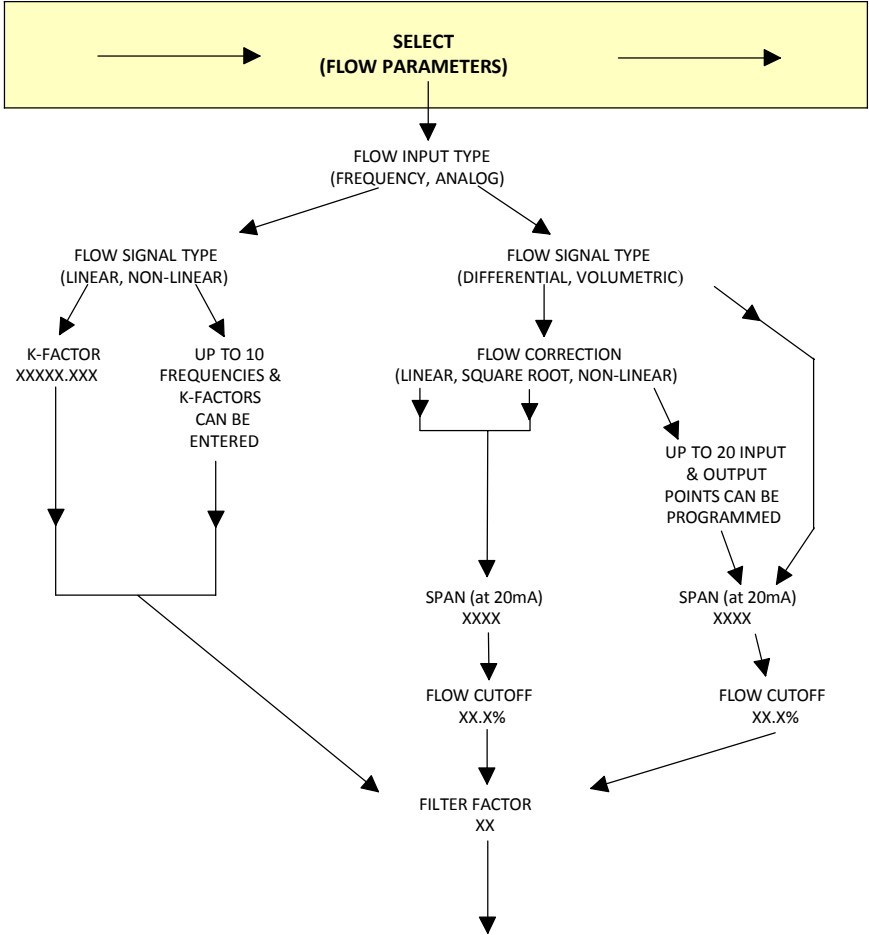 SELECT
(FLOW PARAMETERS)
FLOW INPUT TYPE
(FREQUENCY, ANALOG)
FLOW SIGNAL TYPE
(LINEAR, NON-LINEAR)
FLOW SIGNAL TYPE
(DIFFERENTIAL, VOLUMETRIC)
K-FACTOR
XXXXX.XXX
UP TO 10
FREQUENCIES &
K-FACTORS
CAN BE
ENTERED
FLOW CORRECTION
(LINEAR, SQUARE ROOT, NON-LINEAR)
UP TO 20 INPUT
& OUTPUT
POINTS CAN BE
PROGRAMMED
SPAN (at 20mA)
XXXX
SPAN (at 20mA)
XXXX
FLOW CUTOFF
XX.X%
FLOW CUTOFF
XX.X%
FILTER FACTOR
XX